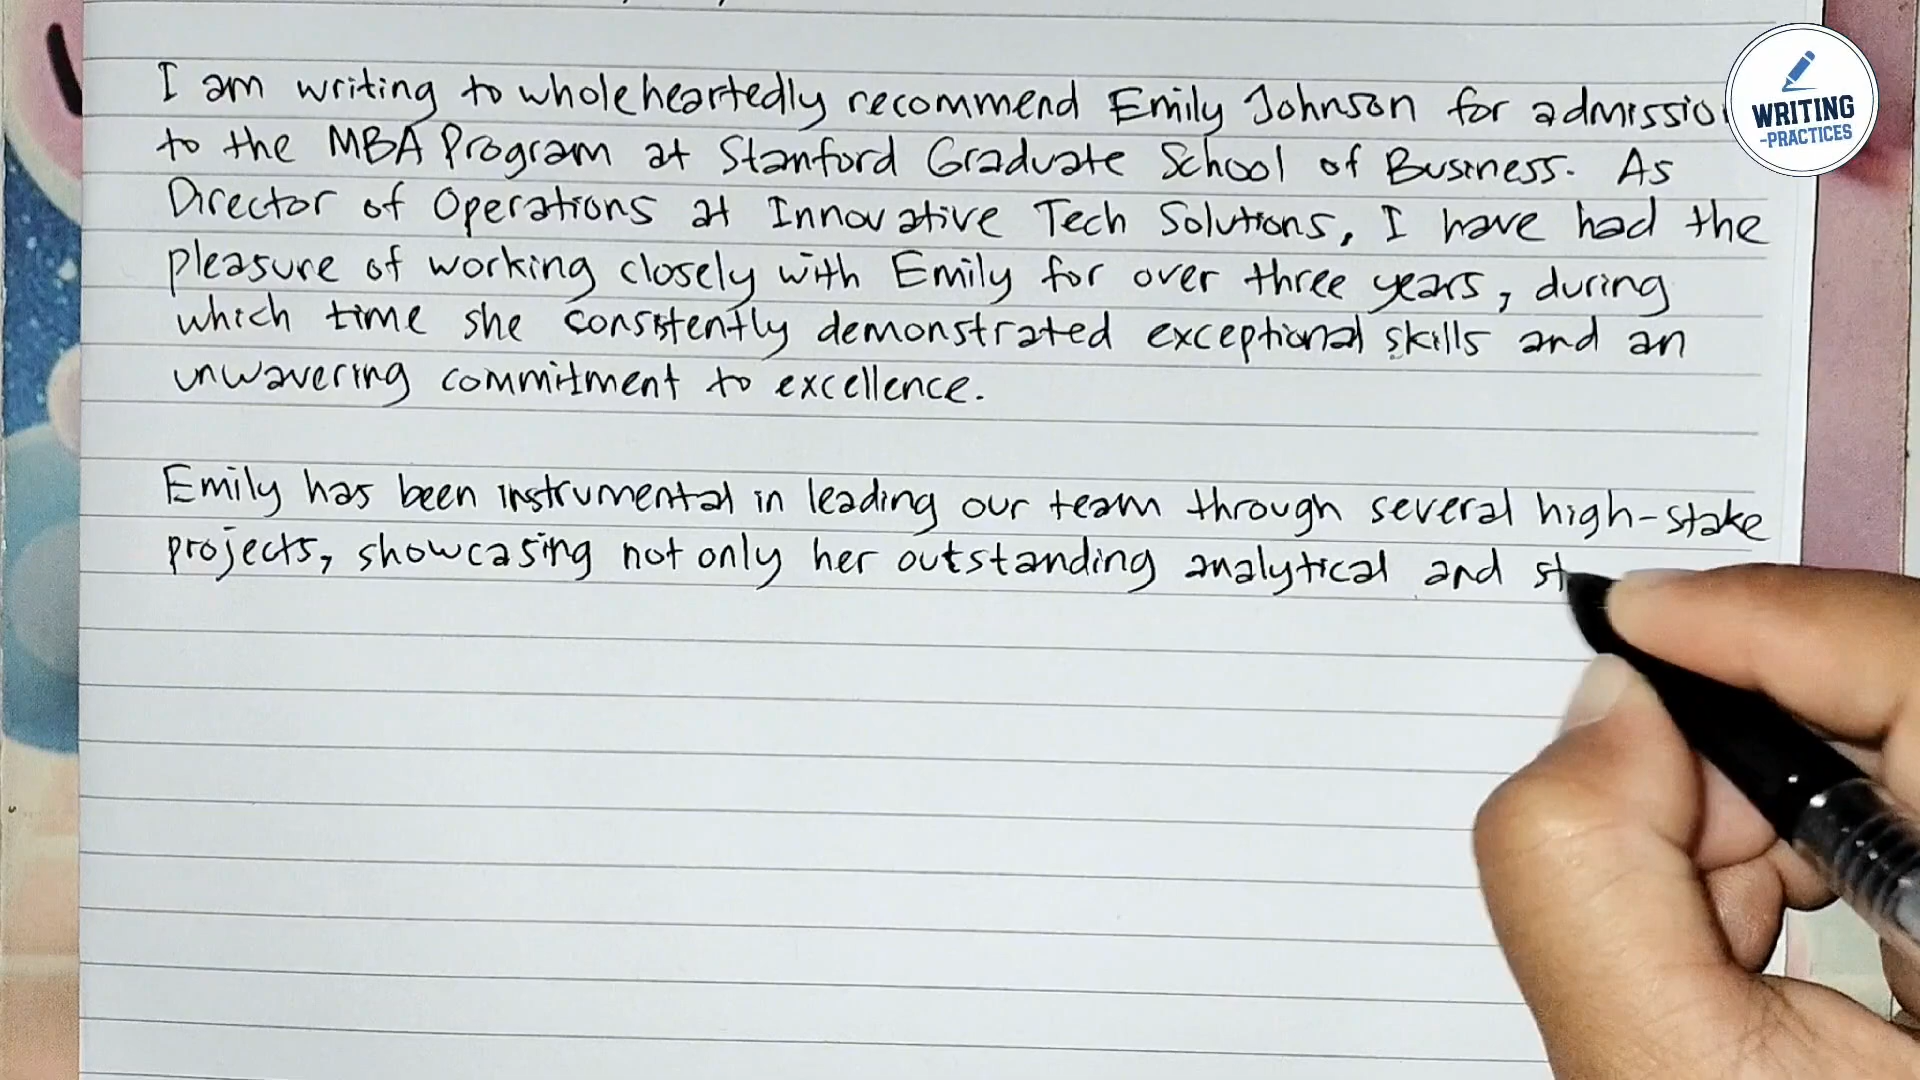 I am writing to wholeheartedly recommend Emily Johnson for admissio
to the MBA Program at Stanford Graduate School of Business. As
Director of Operations at Innovative Tech Solutions, I have had the
pleasure of working closely with Emily for over three years, during
which time she consistently demonstrated exceptional skills and an
unwavering commitment to excellence.
Emily has been instrumental in leading our team through several high-stake
projects, showcasing not only her outstanding analytical and st
WRITING
-PRACTICES